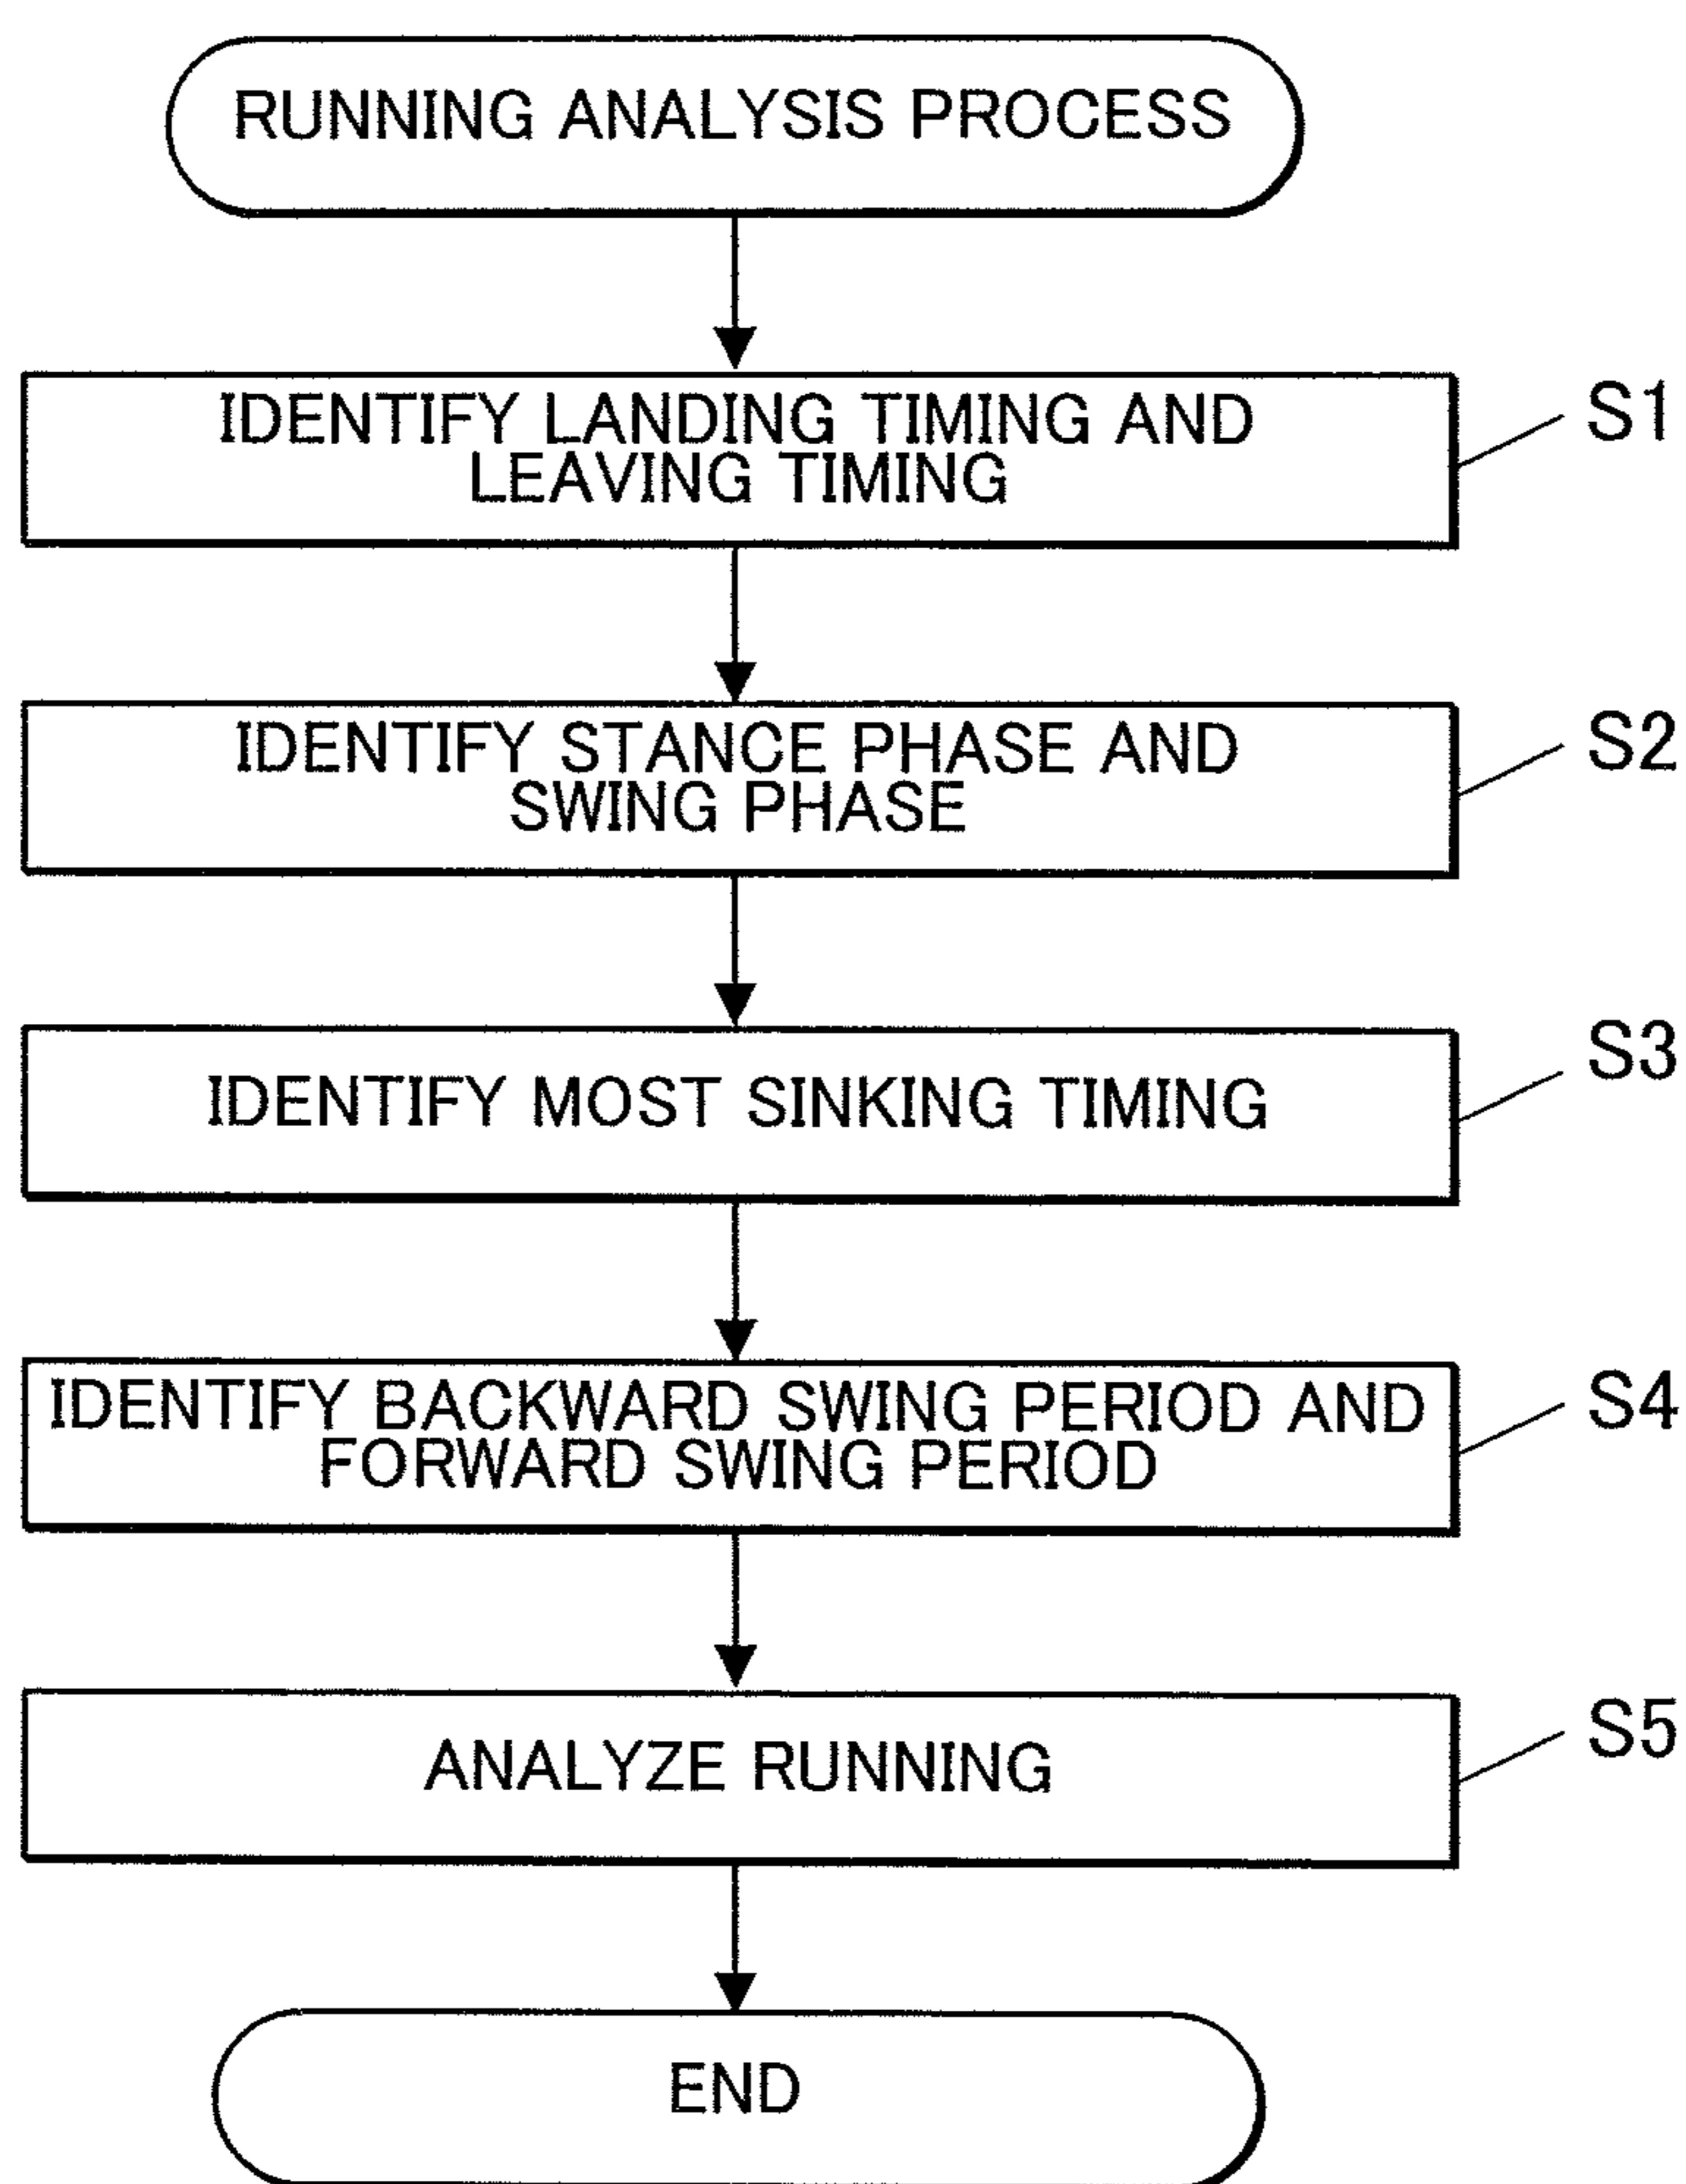 RUNNING ANALYSIS PROCESS
IDENTIFY LANDING TIMING AND
LEAVING TIMING
S1
IDENTIFY STANCE PHASE AND
SWING PHASE
S2
IDENTIFY MOST SINKING TIMING
S3
IDENTIFY BACKWARD SWING PERIOD AND
FORWARD SWING PERIOD
S4
ANALYZE RUNNING
S5
END